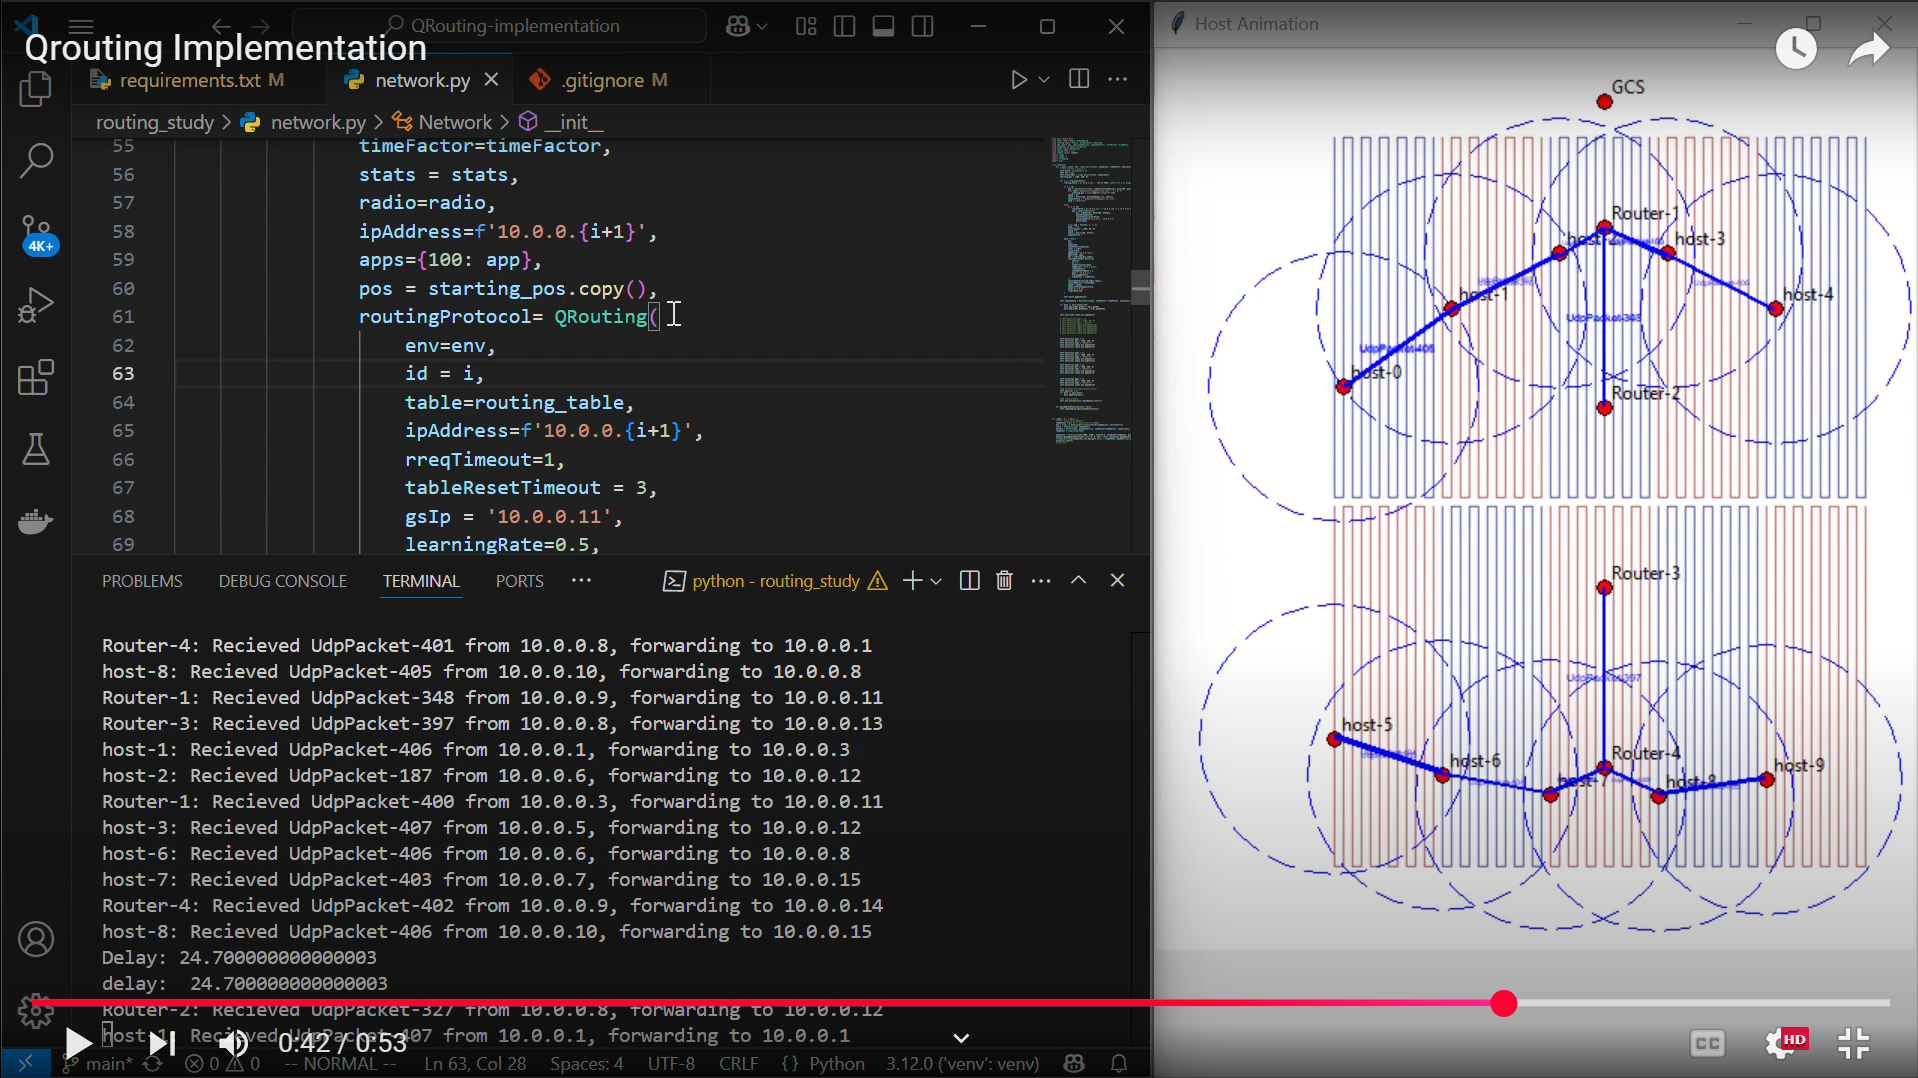 QRouting-implementation
Qrouting Implementation
requirements.txt M
network.py
.gitignore M
routing_study > network.py > Network > __init__
55 timeFactor=timeFactor,
56 stats = stats,
57 radio=radio,
58 ipAddress=f'10.0.0.{i+1}',
59 apps={100: app},
60 pos = starting_pos.copy(),
61 routingProtocol= QRouting(
62 env=env,
63 id = i,
64 table=routing_table,
65 ipAddress=f'10.0.0.{i+1}',
66 rreqTimeout=1,
67 tableResetTimeout = 3,
68 gsIp = '10.0.0.11',
69 learningRate=0.5,
4K+
PROBLEMS DEBUG CONSOLE TERMINAL PORTS ··· python - routing_study
Router-4: Recieved UdpPacket-401 from 10.0.0.8, forwarding to 10.0.0.1
host-8: Recieved UdpPacket-405 from 10.0.0.10, forwarding to 10.0.0.8
Router-1: Recieved UdpPacket-348 from 10.0.0.9, forwarding to 10.0.0.11
Router-3: Recieved UdpPacket-397 from 10.0.0.8, forwarding to 10.0.0.13
host-1: Recieved UdpPacket-406 from 10.0.0.1, forwarding to 10.0.0.3
host-2: Recieved UdpPacket-187 from 10.0.0.6, forwarding to 10.0.0.12
Router-1: Recieved UdpPacket-400 from 10.0.0.3, forwarding to 10.0.0.11
host-3: Recieved UdpPacket-407 from 10.0.0.5, forwarding to 10.0.0.12
host-6: Recieved UdpPacket-406 from 10.0.0.6, forwarding to 10.0.0.8
host-7: Recieved UdpPacket-403 from 10.0.0.7, forwarding to 10.0.0.15
Router-4: Recieved UdpPacket-402 from 10.0.0.9, forwarding to 10.0.0.14
host-8: Recieved UdpPacket-406 from 10.0.0.10, forwarding to 10.0.0.15
Delay: 24.700000000000003
delay:  24.700000000000003
Router-2: Recieved UdpPacket-327 from 10.0.0.8, forwarding to 10.0.0.12
host-1: Recieved UdpPacket-407 from 10.0.0.1, forwarding to 10.0.0.1
0:42 / 0:53
main* 0 0 -- NORMAL -- Ln 63, Col 28 Spaces: 4 UTF-8 CRLF {} Python 3.12.0 ('venv': venv)
Host Animation
GCS
Router-1
host-3
host-1
host-4
UdpPacket-348
UdpPacket-406
host-0
Router-2
Router-3
UdpPacket-397
host-5
Router-4
host-6
host-9
host-7
host-8
CC
HD